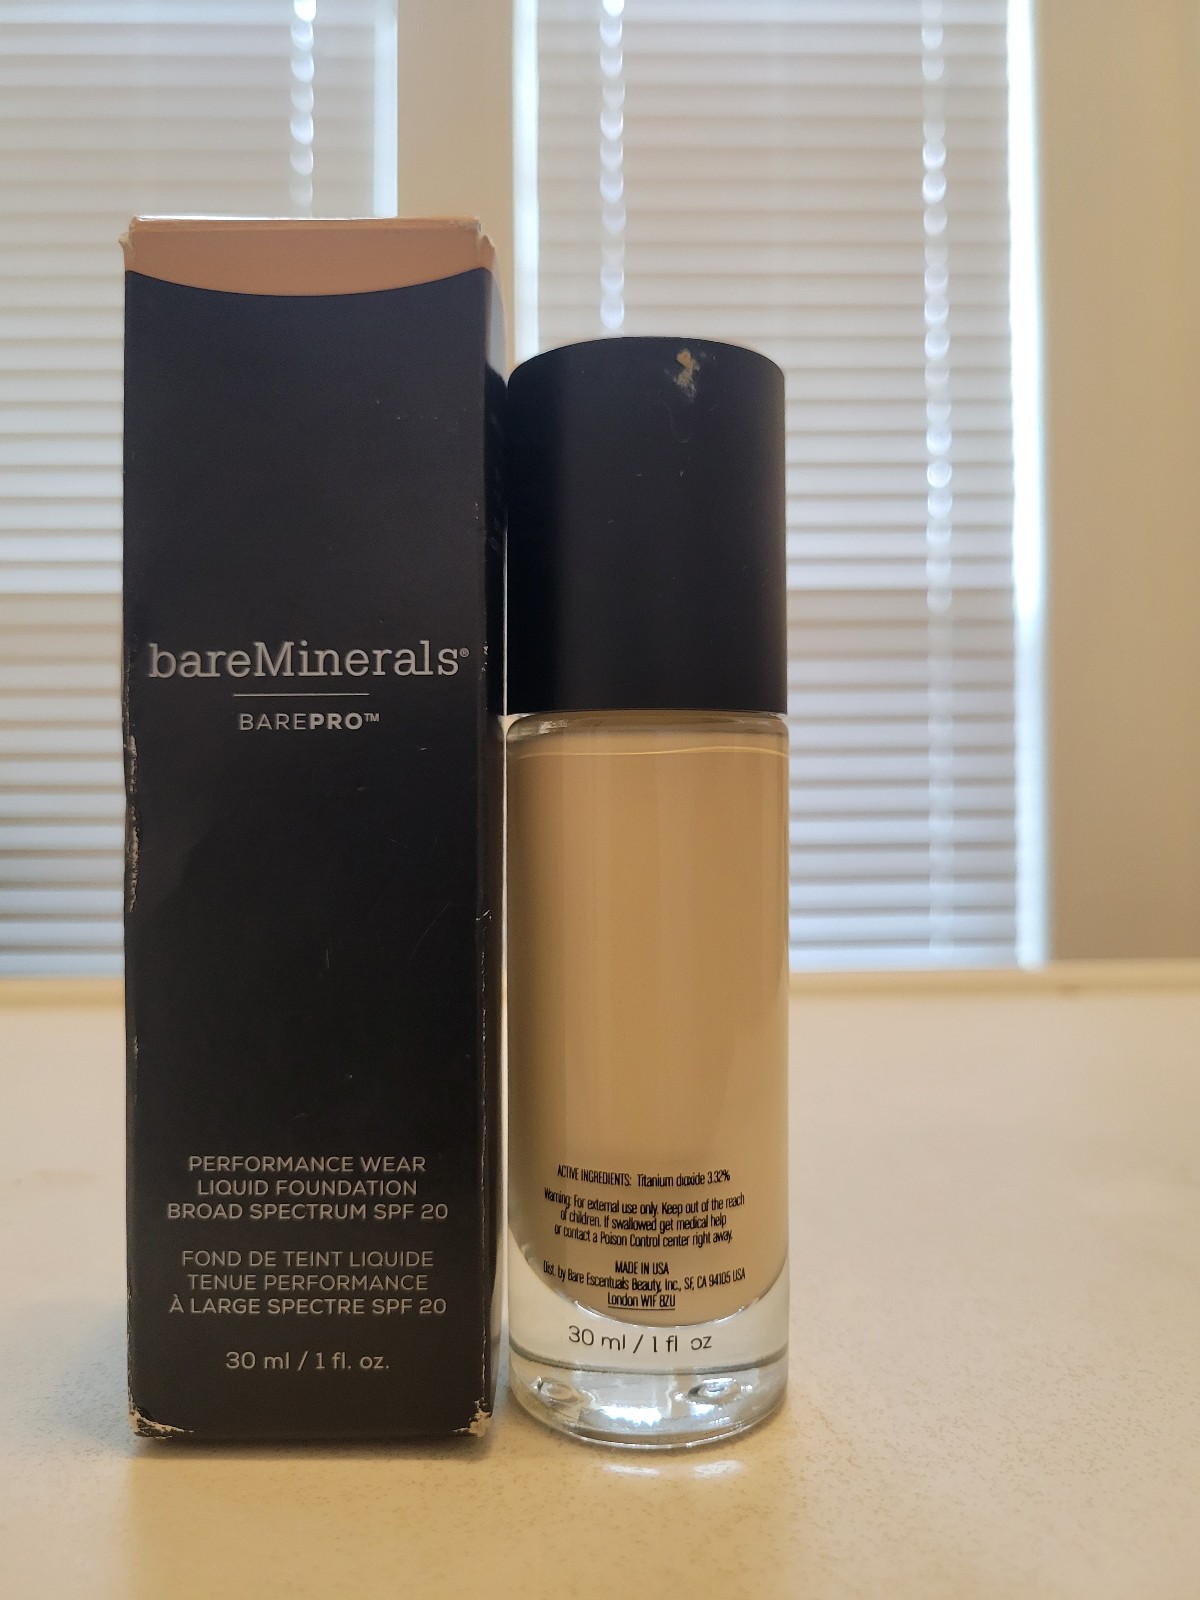 bareMinerals®
BAREPRO™
PERFORMANCE WEAR
LIQUID FOUNDATION
BROAD SPECTRUM SPF 20
FOND DE TEINT LIQUIDE
TENUE PERFORMANCE
À LARGE SPECTRE SPF 20
30 ml / 1 fl. oz.
ACTIVE INGREDIENTS: Titanium dioxide 3.32%
Warning: For external use only. Keep out of the reach
of children. If swallowed get medical help
or contact a Poison Control center right away.
MADE IN USA
Dist. by Bare Escentuals Beauty, Inc., SF, CA 94105 USA
London W1F 8ZU
30 ml / 1 fl oz